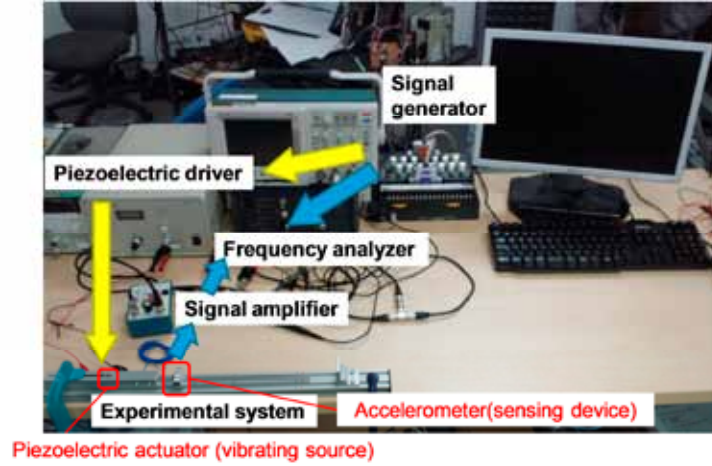 Signal
generator
Piezoelectric driver
Frequency analyzer
Signal amplifier
Experimental system
Accelerometer(sensing device)
Piezoelectric actuator (vibrating source)